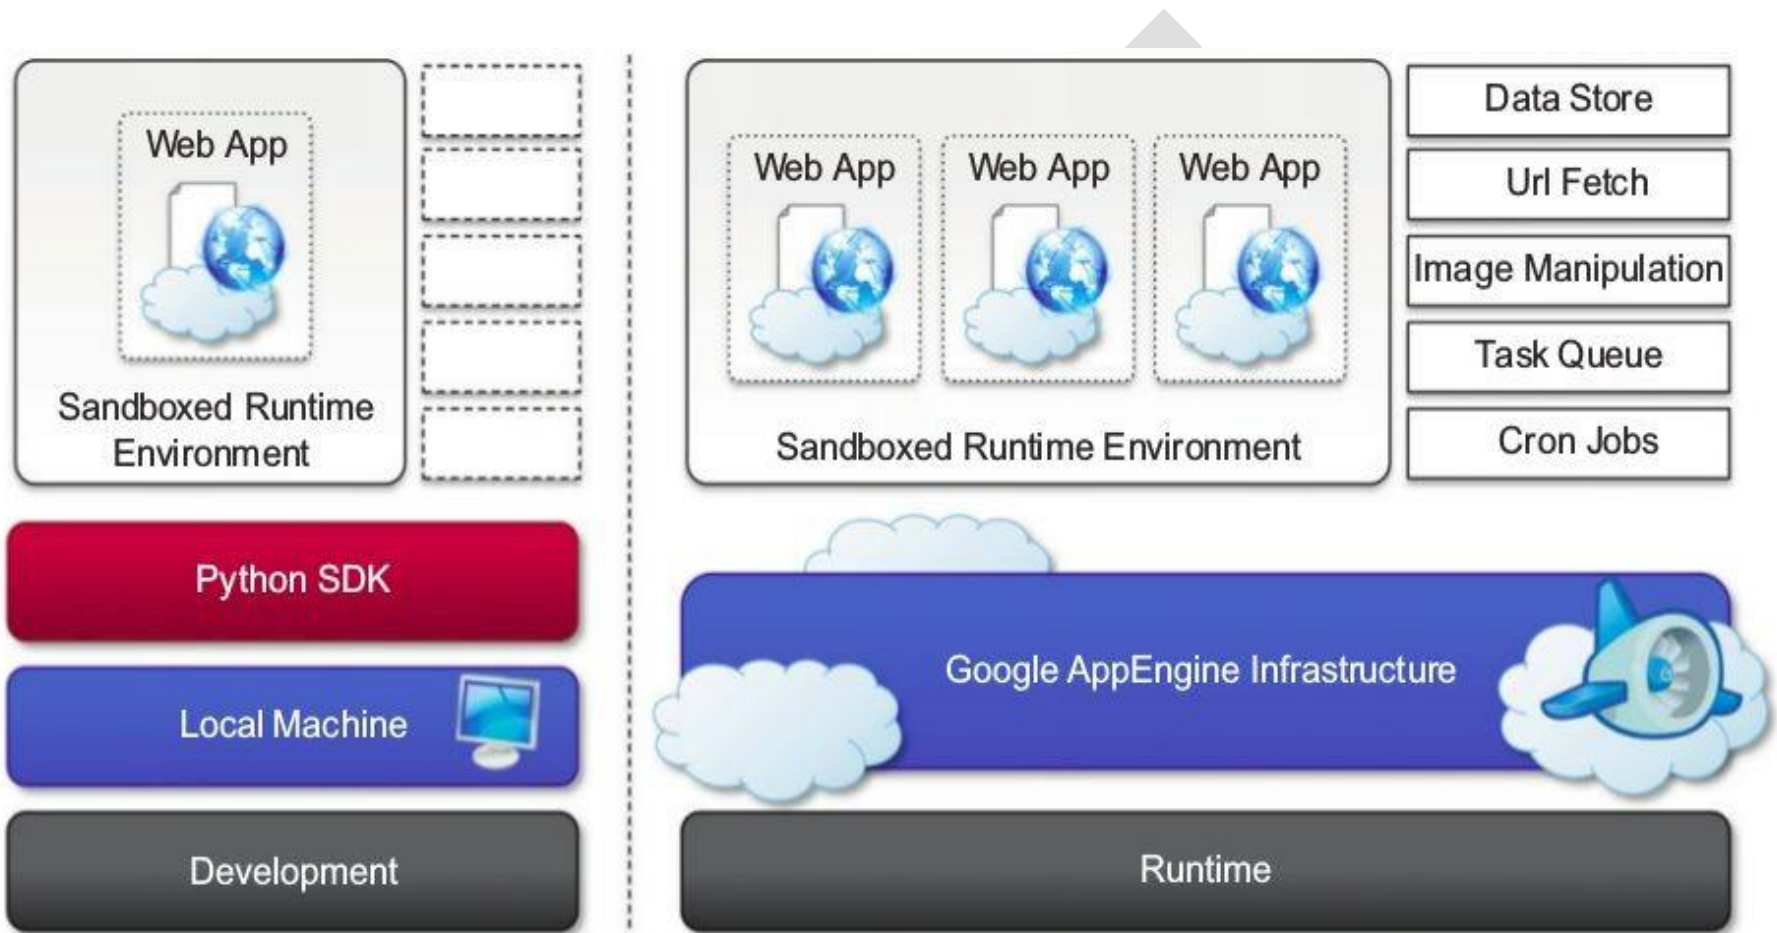 Web App
Sandboxed Runtime
Environment
Python SDK
Local Machine
Development
Web App
Web App
Web App
Sandboxed Runtime Environment
Data Store
Url Fetch
Image Manipulation
Task Queue
Cron Jobs
Google AppEngine Infrastructure
Runtime